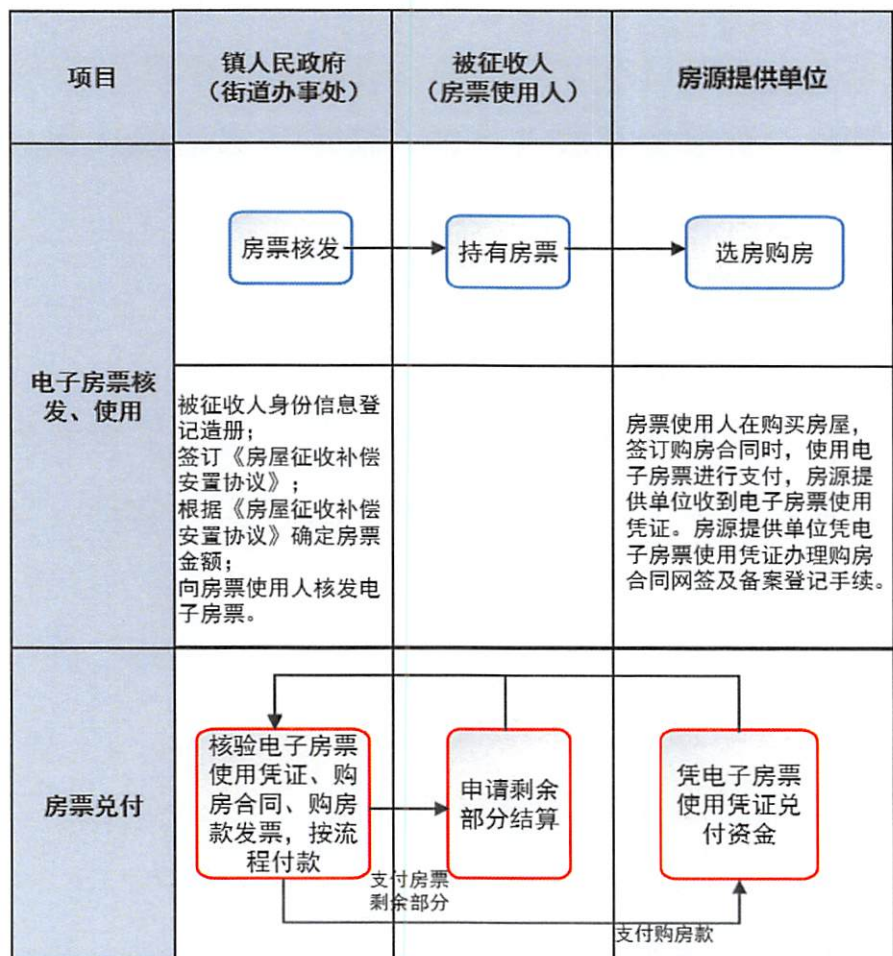 项目
镇人民政府
（街道办事处）
被征收人
（房票使用人）
房源提供单位
电子房票核
发、使用
房票核发
持有房票
选房购房
被征收人身份信息登
记造册；
签订《房屋征收补偿
安置协议》；
根据《房屋征收补偿
安置协议》确定房票
金额；
向房票使用人核发电
子房票。
房票使用人在购买房屋，
签订购房合同时，使用电
子房票进行支付，房源提
供单位收到电子房票使用
凭证。房源提供单位凭电
子房票使用凭证办理购房
合同网签及备案登记手续。
房票兑付
核验电子房票
使用凭证、购
房合同、购房
款发票，按流
程付款
申请剩余
部分结算
凭电子房票
使用凭证兑
付资金
支付房票
剩余部分
支付购房款